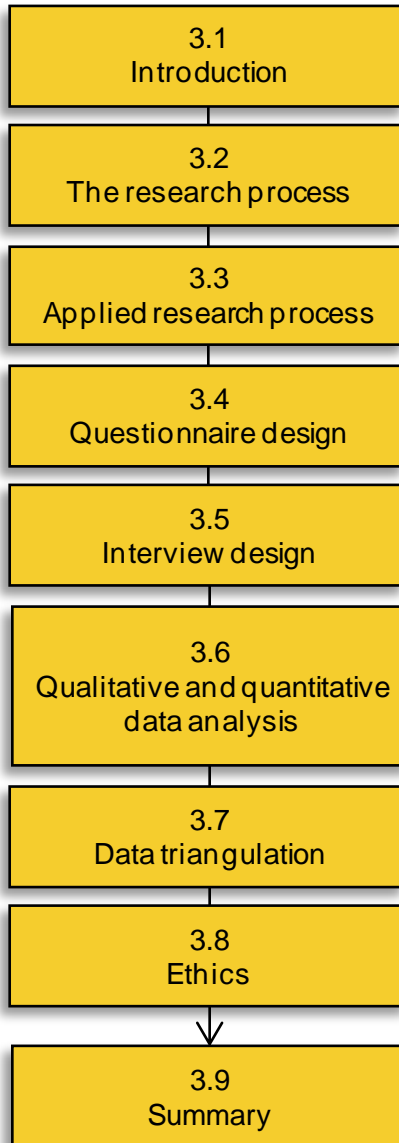 3.1
Introduction
3.2
The research process
3.3
Applied research process
3.4
Questionnaire design
3.5
Interview design
3.6
Qualitative and quantitative
data analysis
3.7
Data triangulation
3.8
Ethics
3.9
Summary